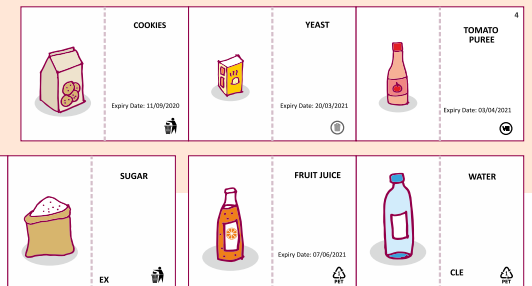 4
COOKIES
Expiry Date: 11/09/2020
YEAST
Expiry Date: 20/03/2021
TOMATO
PUREE
Expiry Date: 03/04/2021
SUGAR
EX
FRUIT JUICE
Expiry Date: 07/06/2021
PET
WATER
CLE
PET